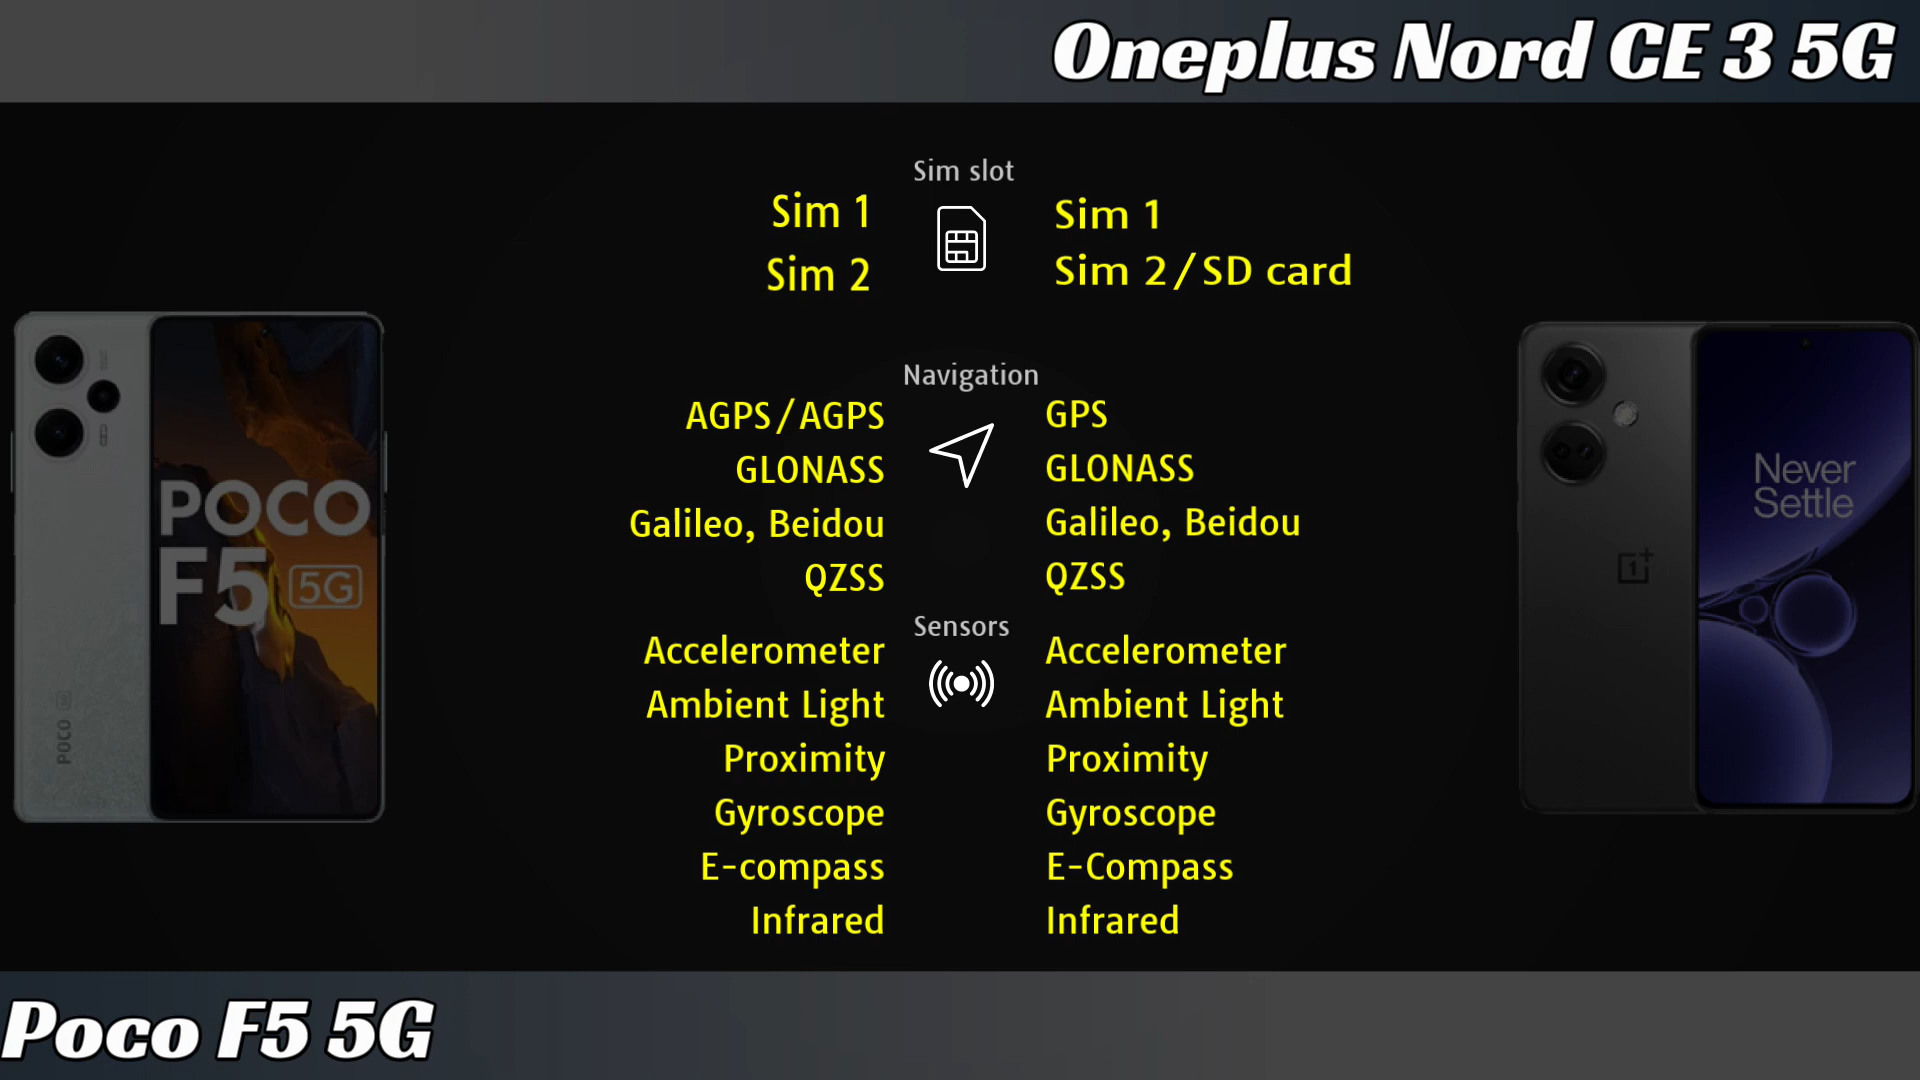 Oneplus Nord CE 3 5G
Sim slot
Sim 1
Sim 2
Sim 1
Sim 2/SD card
Navigation
AGPS/AGPS
GLONASS
Galileo, Beidou
QZSS
GPS
GLONASS
Galileo, Beidou
QZSS
Sensors
Accelerometer
Ambient Light
Proximity
Gyroscope
E-compass
Infrared
Accelerometer
Ambient Light
Proximity
Gyroscope
E-Compass
Infrared
POCO
F5 5G
POCO
Never
Settle
Poco F5 5G